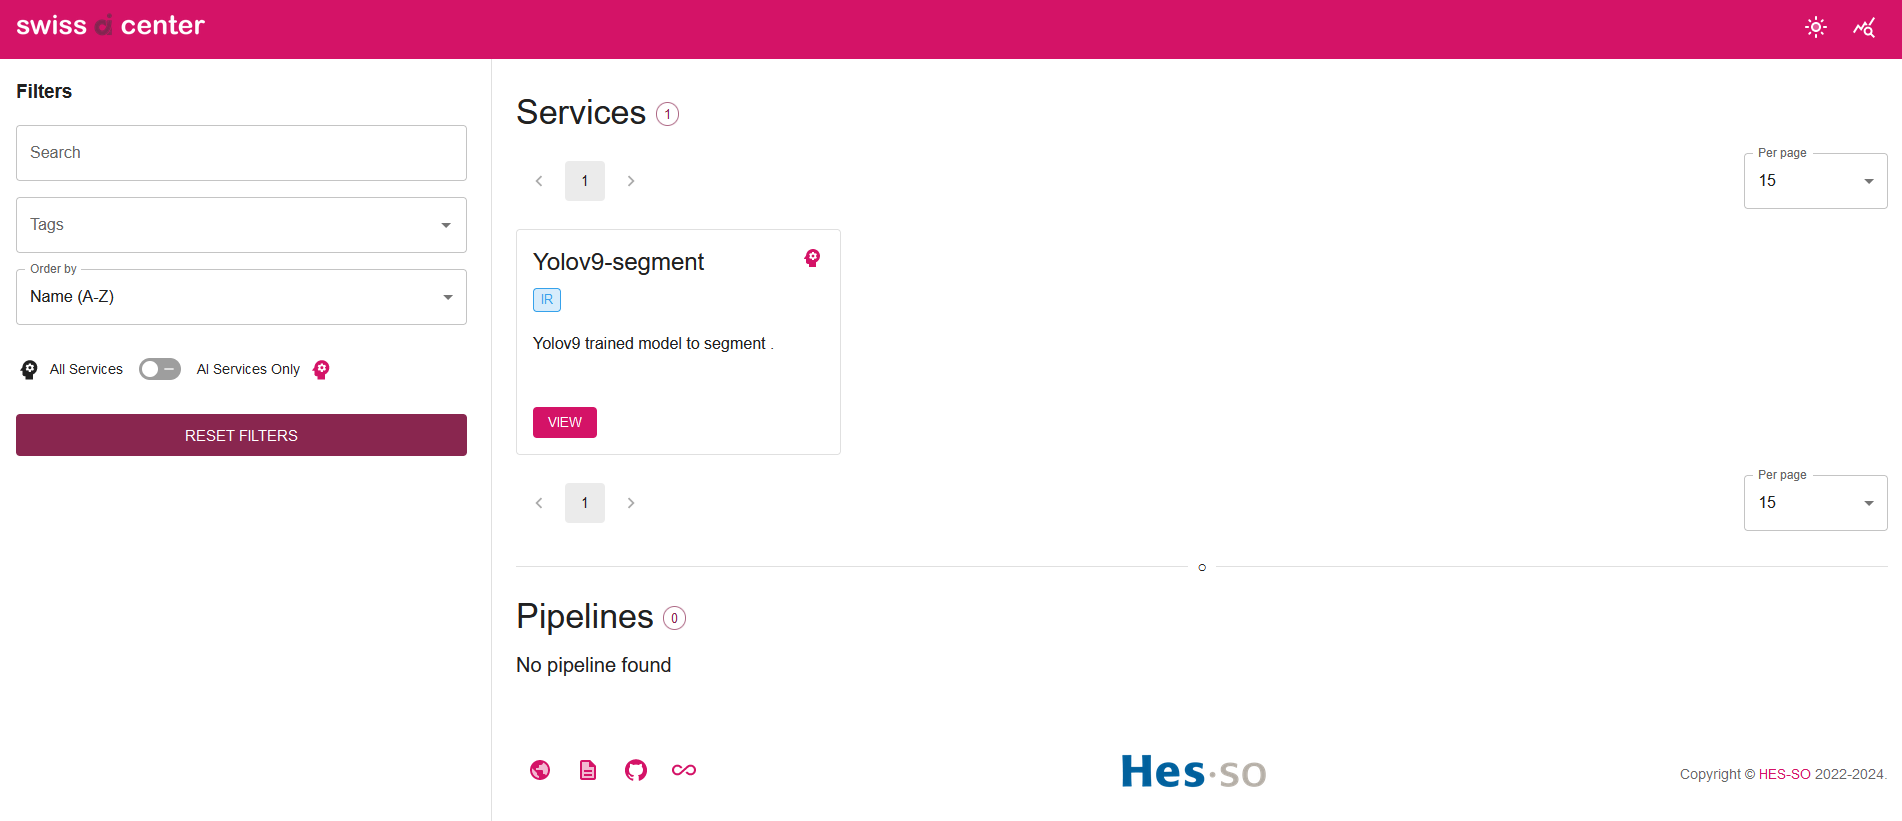 swiss ai center
Filters
Search
Tags
Order by
Name (A-Z)
All Services
AI Services Only
RESET FILTERS
Services 1
1
Per page
15
Yolov9-segment
IR
Yolov9 trained model to segment .
VIEW
1
Per page
15
Pipelines 0
No pipeline found
Hes·so
Copyright © HES-SO 2022-2024.